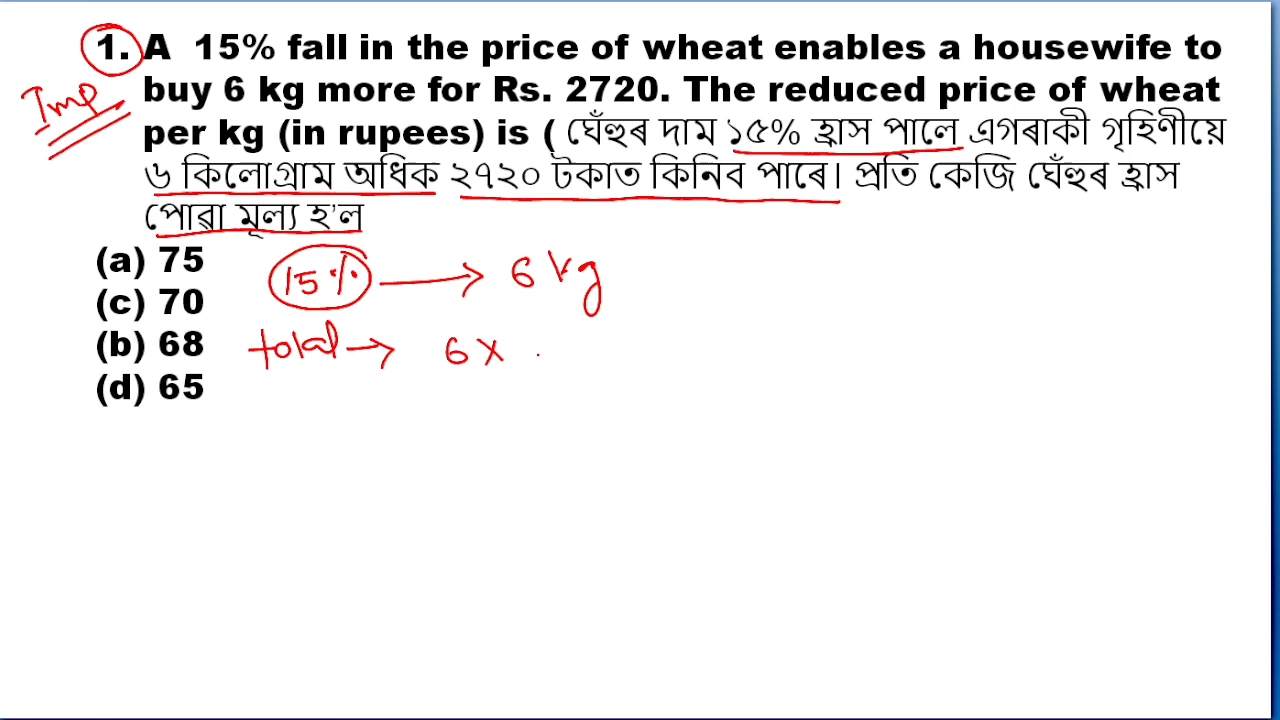 1. A 15% fall in the price of wheat enables a housewife to
Imp buy 6 kg more for Rs. 2720. The reduced price of wheat
per kg (in rupees) is ( ঘেঁহুৰ দাম ১৫% হ্ৰাস পালে এগৰাকী গৃহিণীয়ে
৬ কিলোগ্ৰাম অধিক ২৭২০ টকাত কিনিব পাৰে। প্ৰতি কেজি ঘেঁহুৰ হ্ৰাস
পোৱা মূল্য হ'ল
(a) 75
15% → 6 kg
(c) 70
(b) 68
total → 6 x
(d) 65